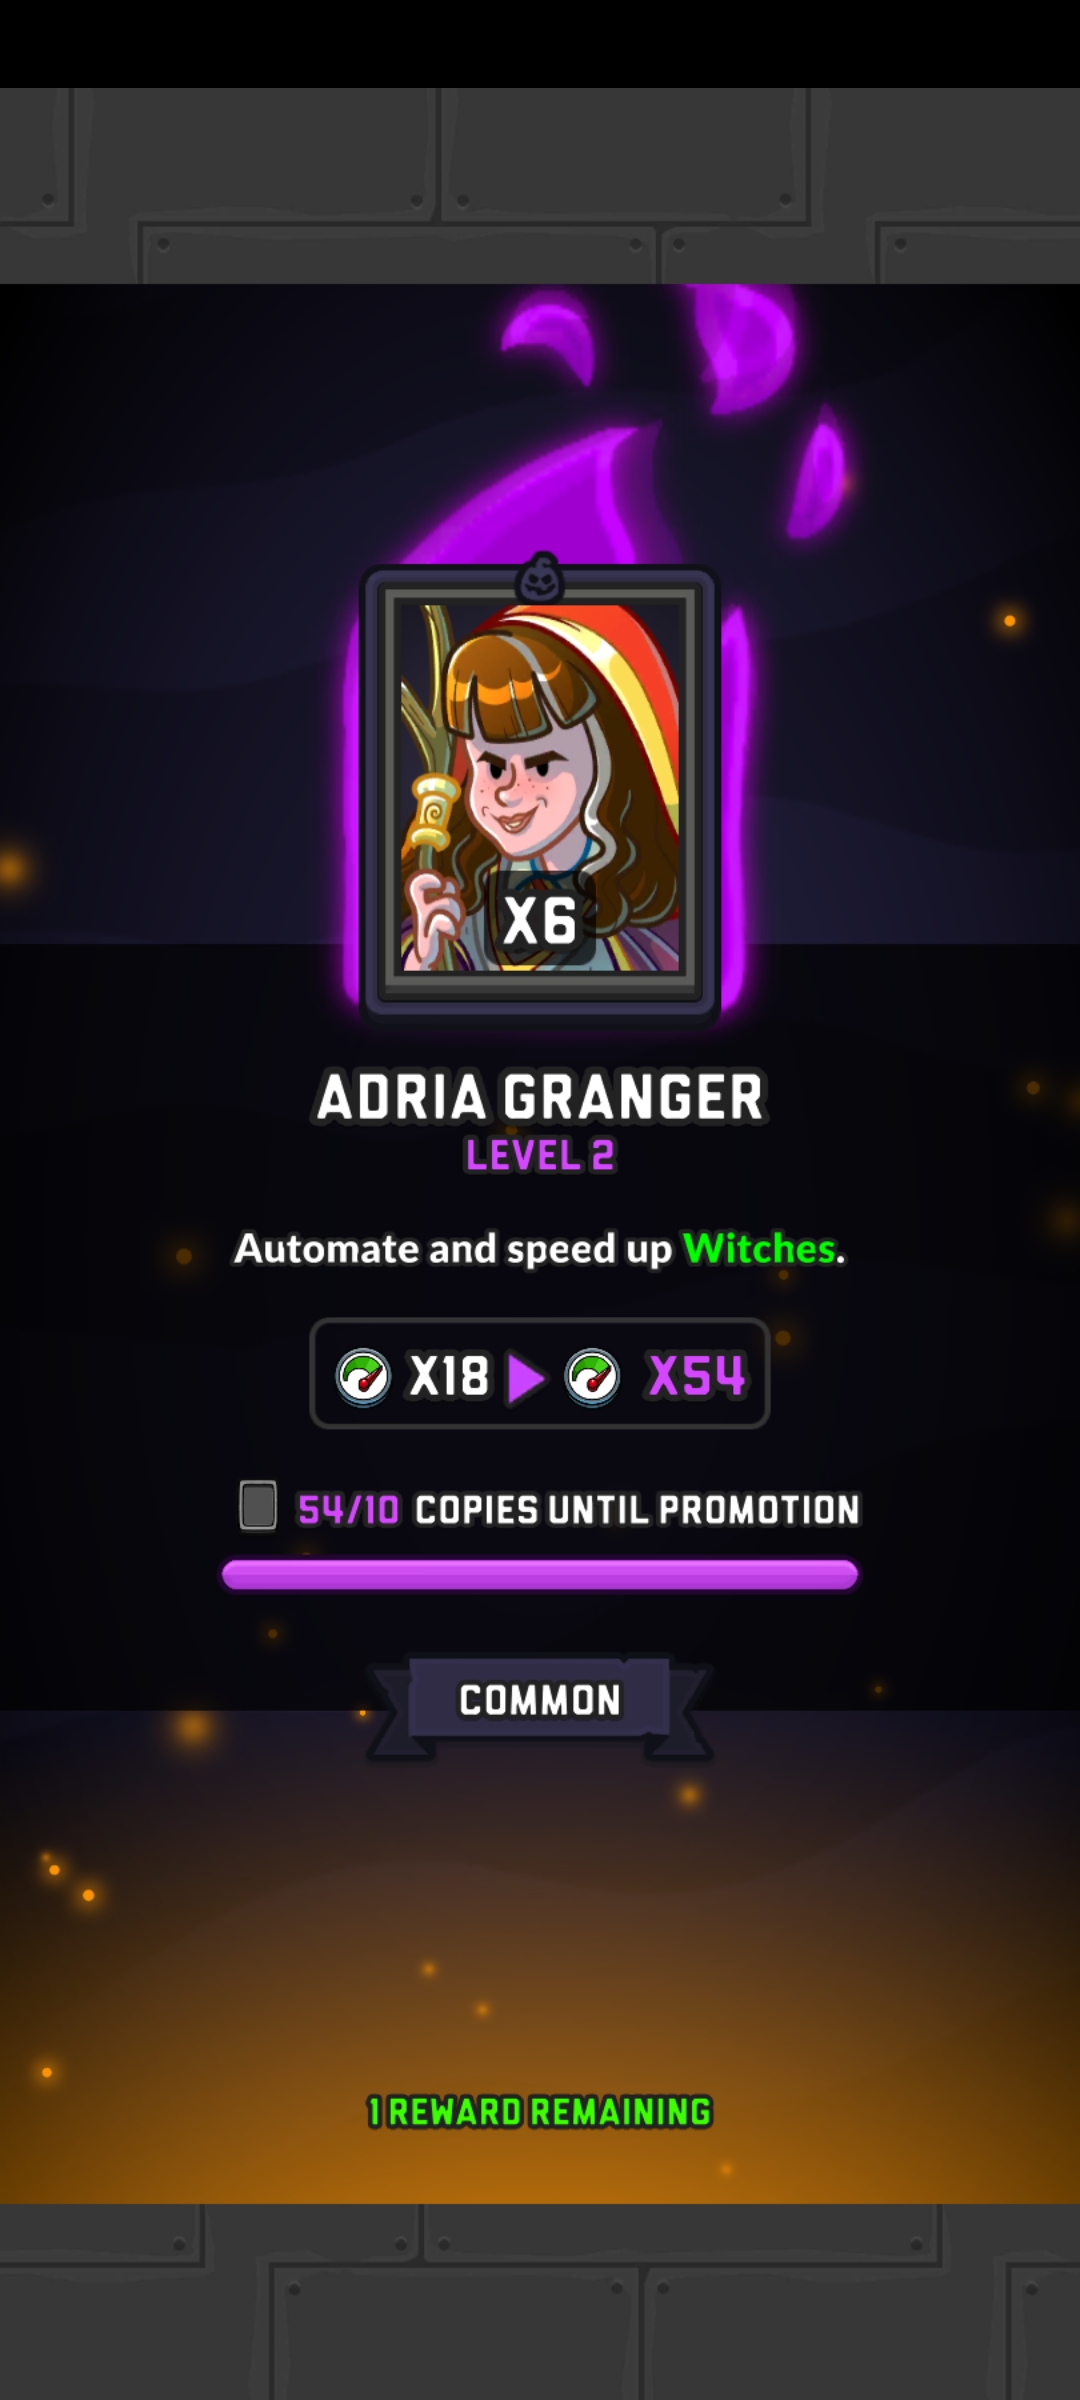 X6
ADRIA GRANGER
LEVEL 2
Automate and speed up Witches.
X18 X54
54/10 COPIES UNTIL PROMOTION
COMMON
1 REWARD REMAINING